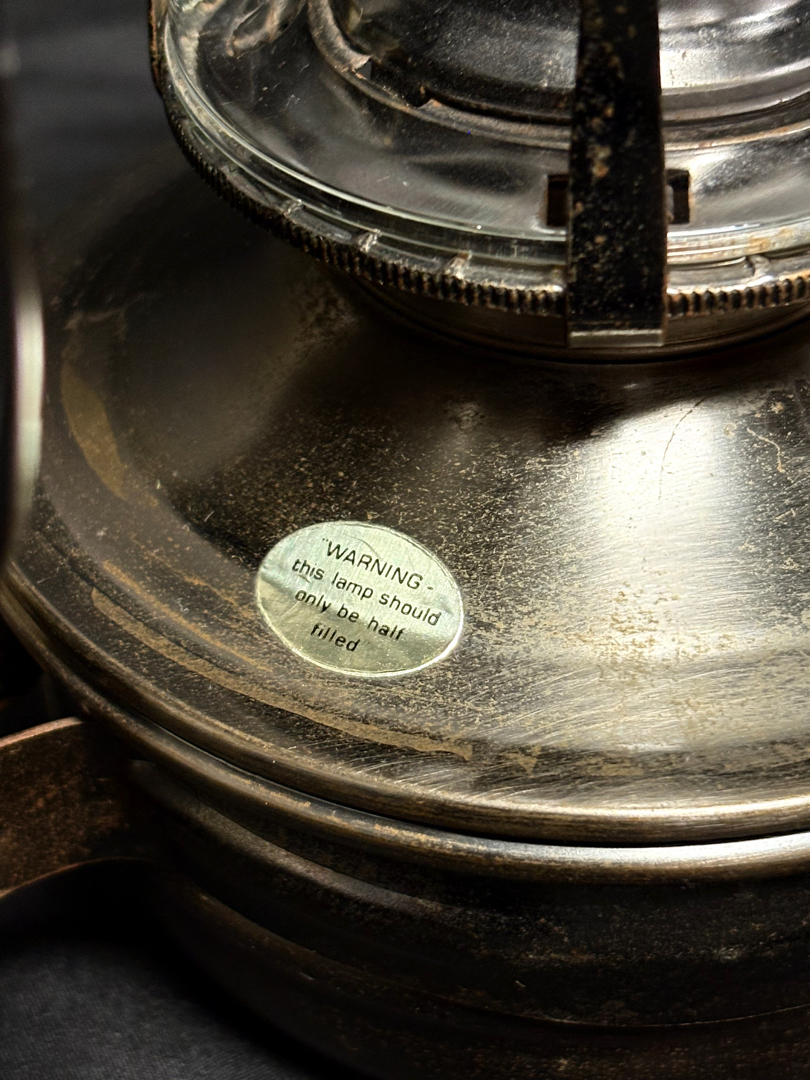 "WARNING -
this lamp should
only be half
filled"